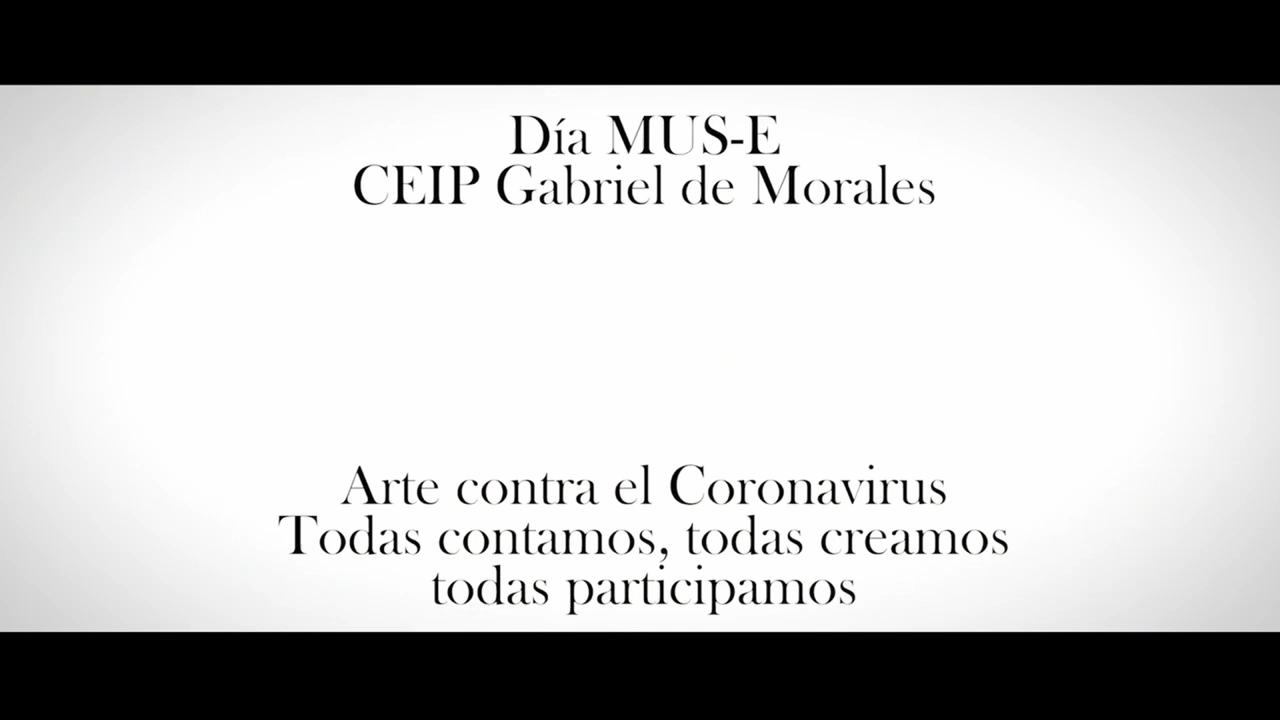 Día MUS-E
CEIP Gabriel de Morales
Arte contra el Coronavirus
Todas contamos, todas creamos
todas participamos